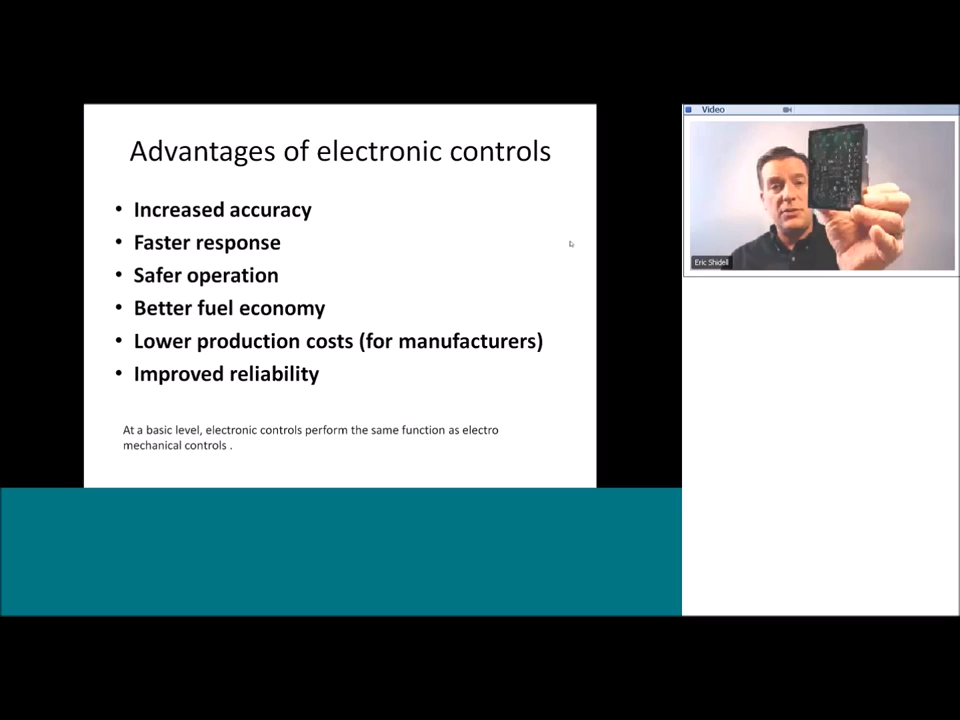 Advantages of electronic controls
• Increased accuracy
• Faster response
• Safer operation
• Better fuel economy
• Lower production costs (for manufacturers)
• Improved reliability
At a basic level, electronic controls perform the same function as electro
mechanical controls .
Video
Eric Shidell